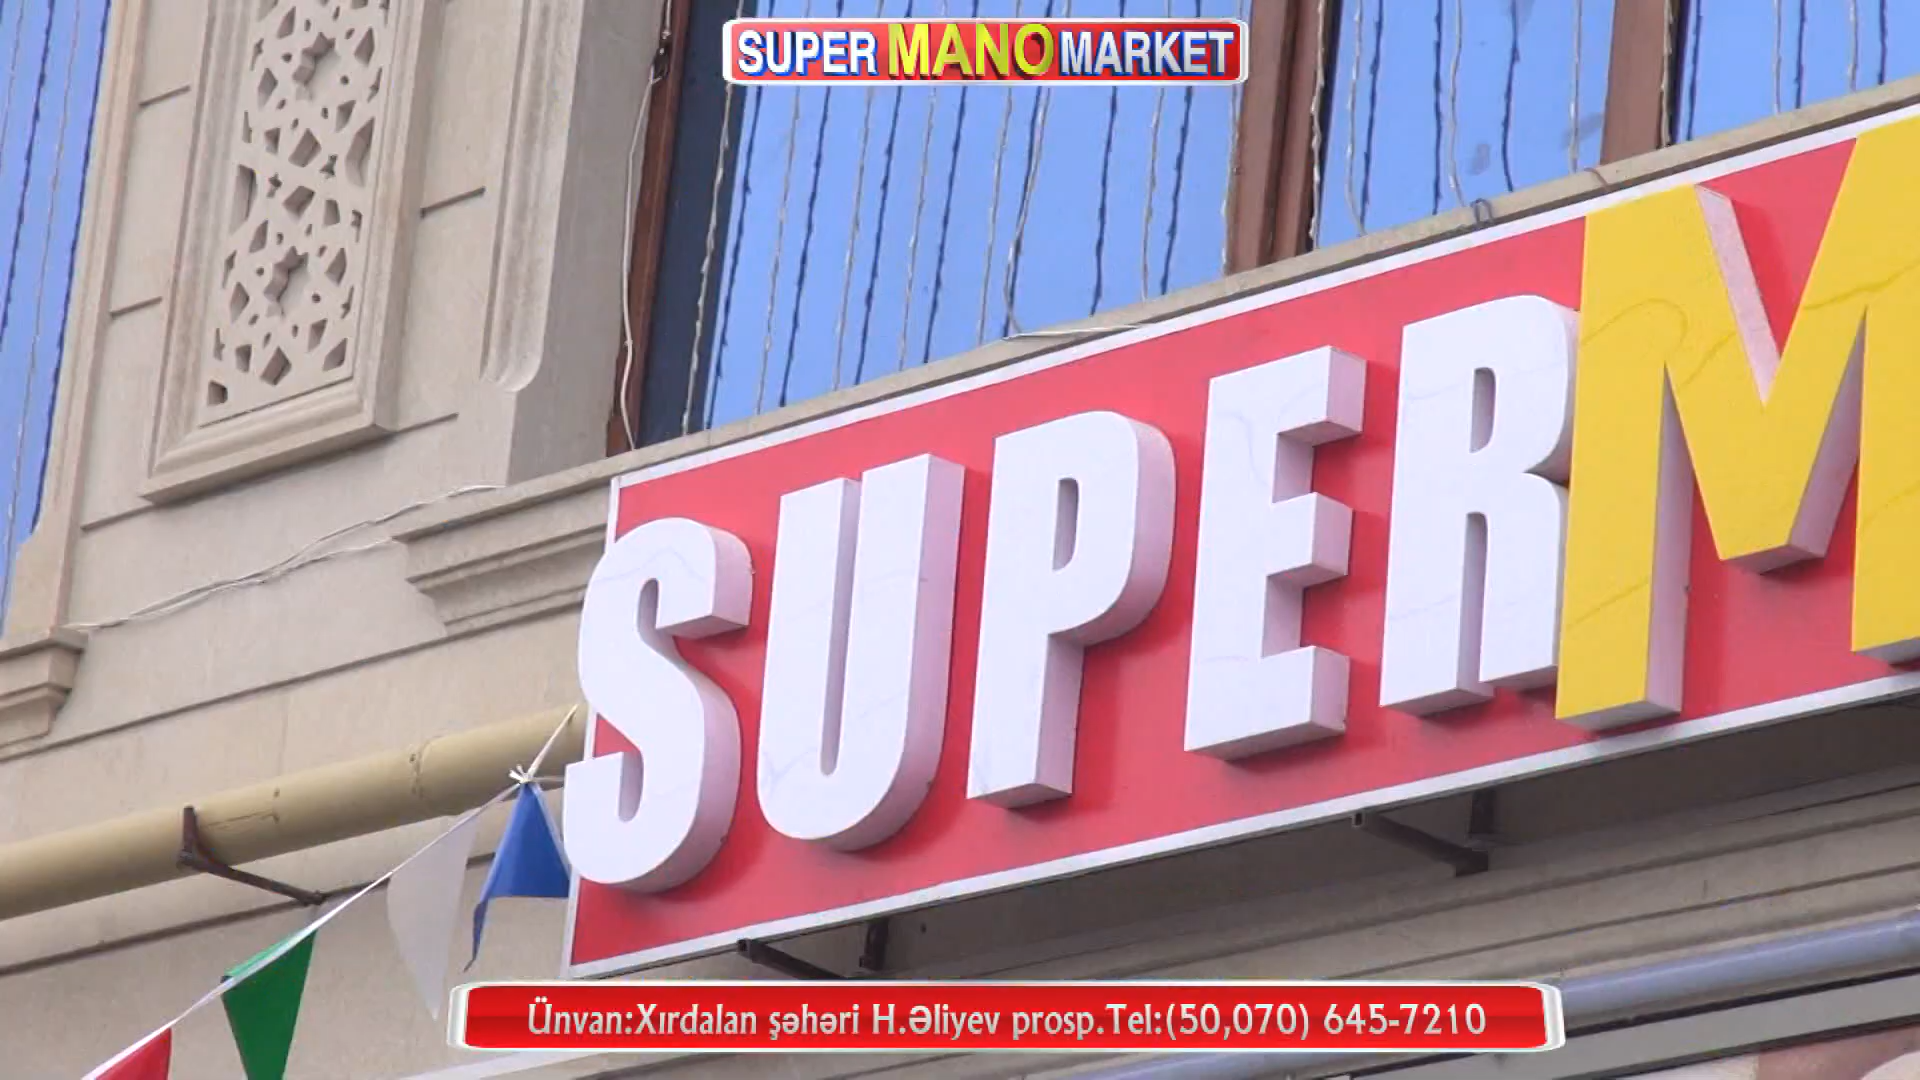 SUPER MANO MARKET
SUPER M
Ünvan:Xırdalan şəhəri H.Əliyev prosp.Tel:(50,070) 645-7210